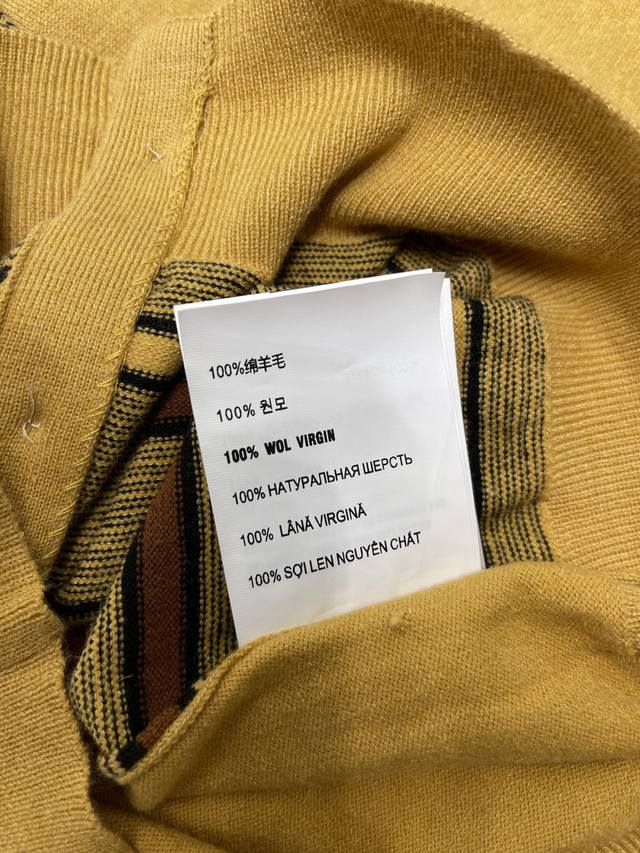 100%绵羊毛
100% 원모
100% WOL VIRGIN
100% НАТУРАЛЬНАЯ ШЕРСТЬ
100% LÂNĂ VIRGINĂ
100% SỢI LEN NGUYÊN CHẤT